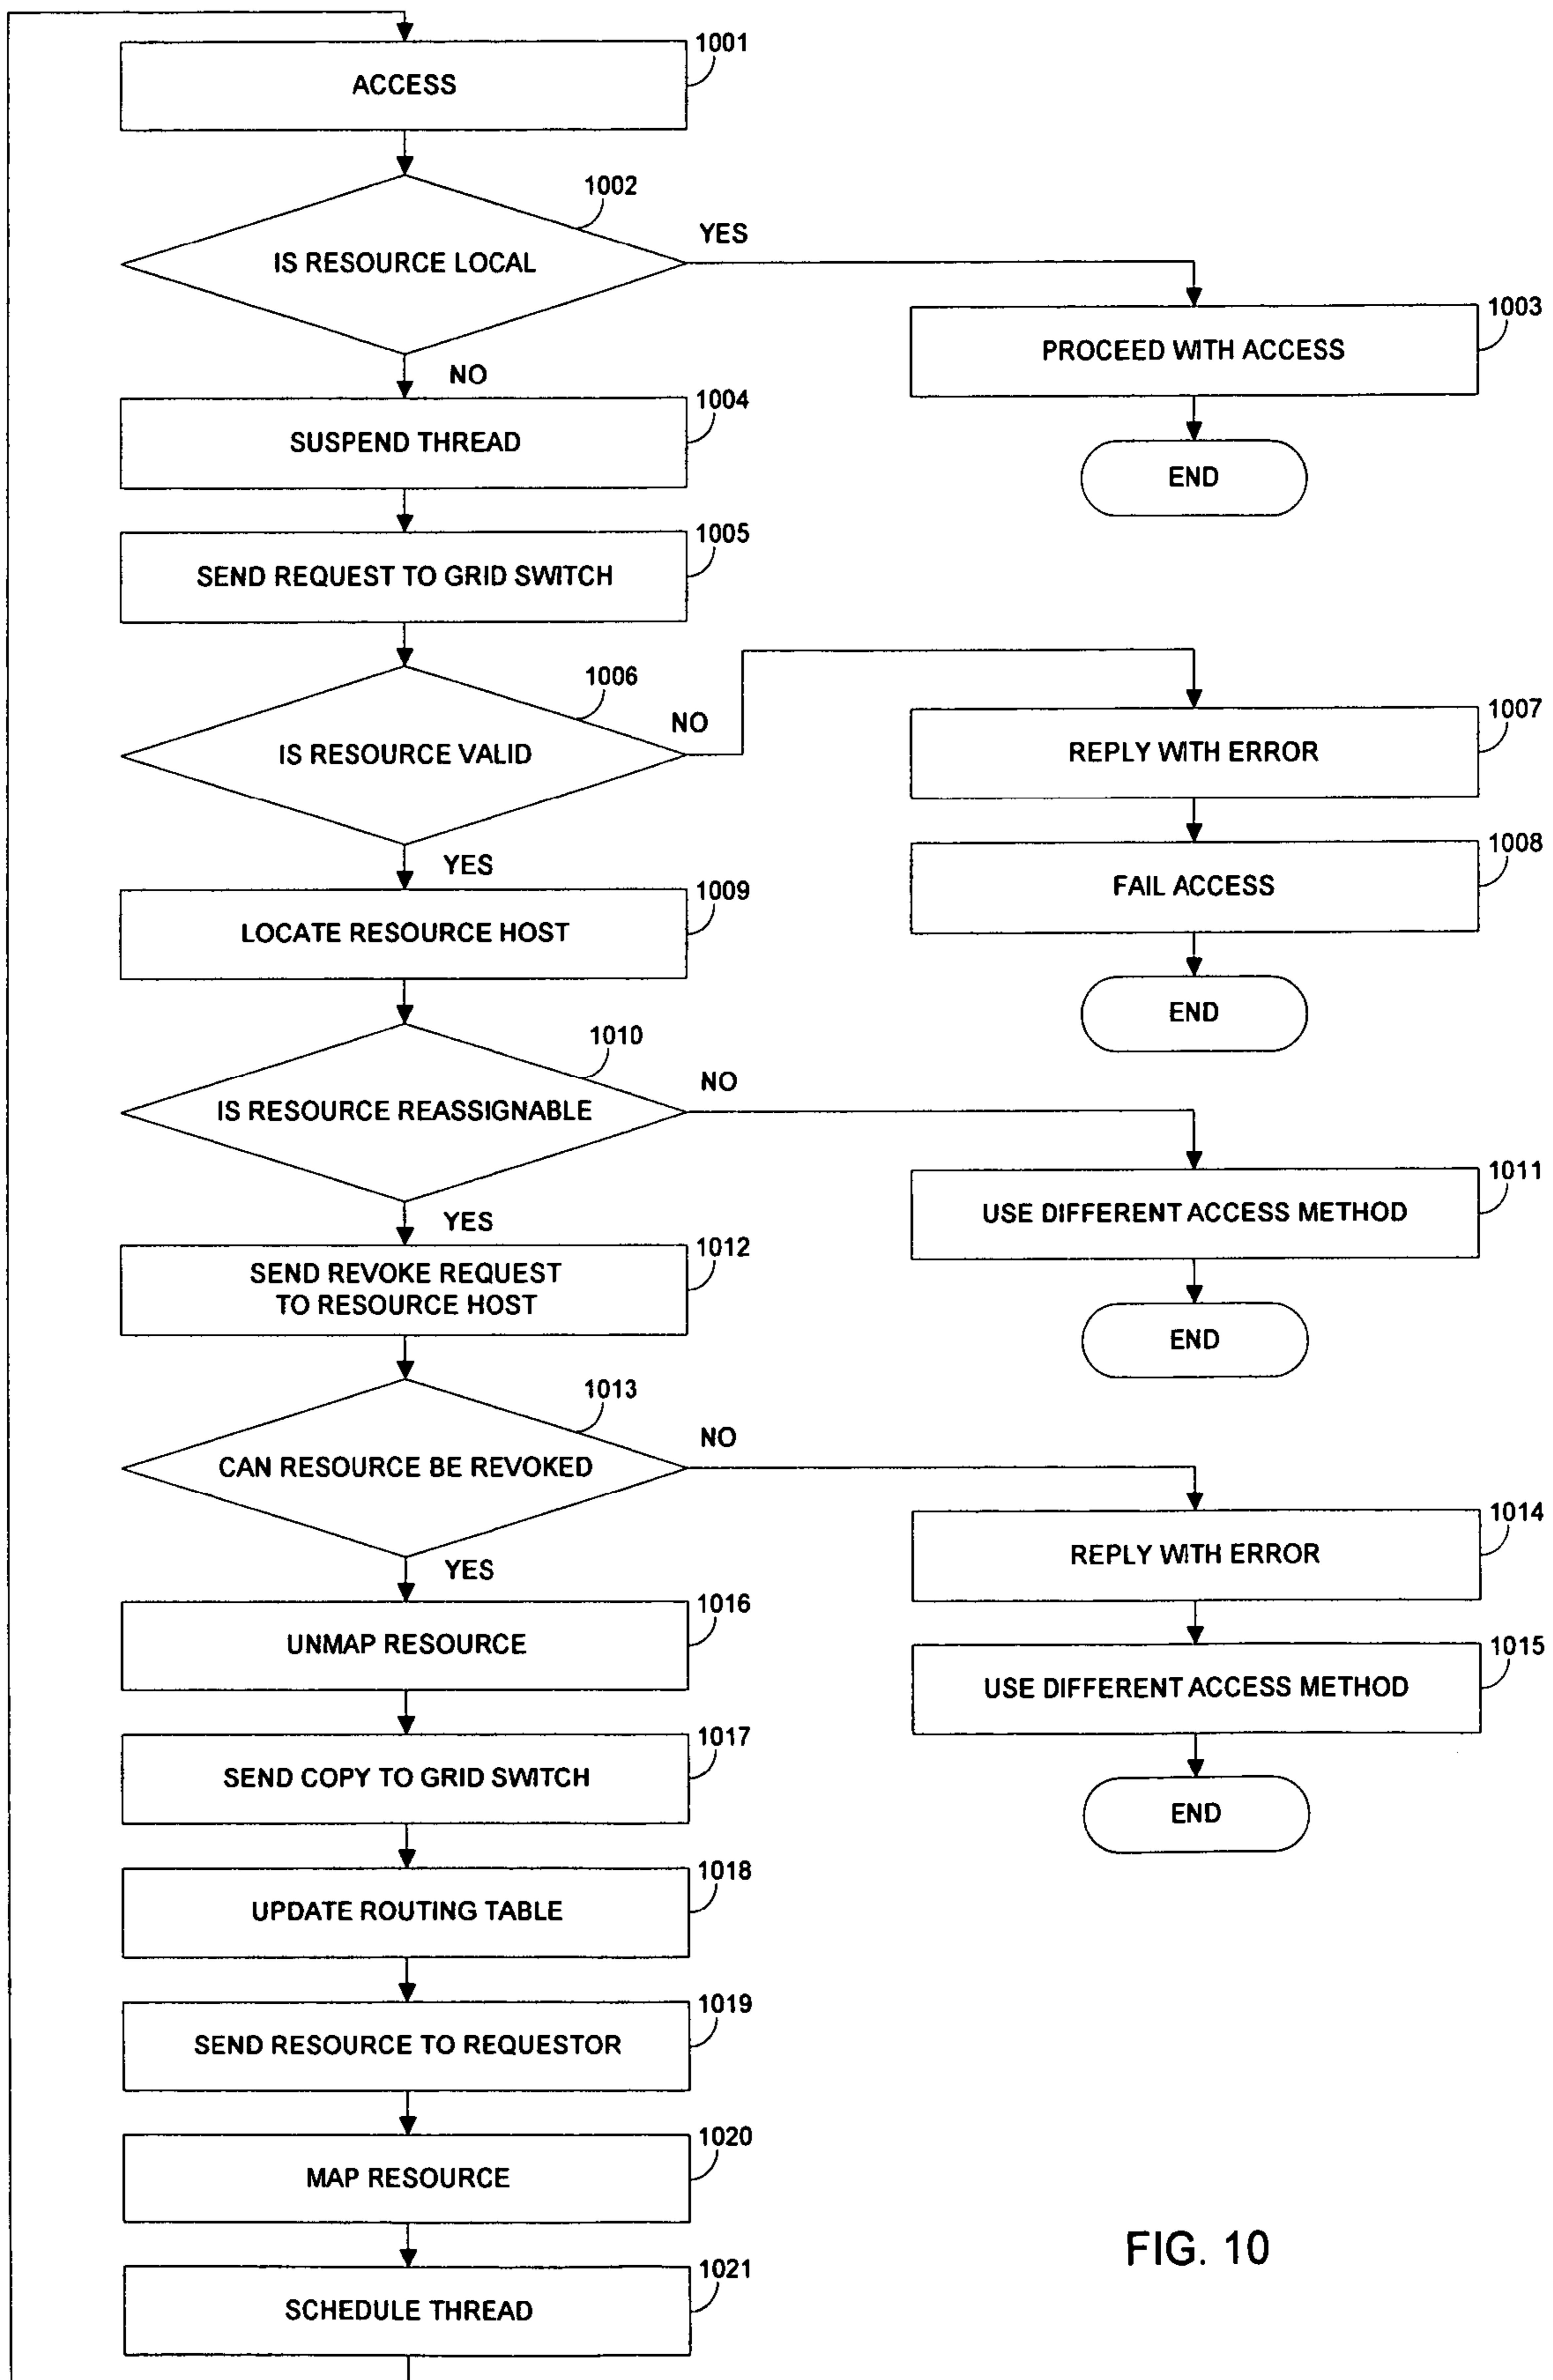 1001
ACCESS
1002
YES
IS RESOURCE LOCAL
1003
PROCEED WITH ACCESS
NO
1004
SUSPEND THREAD
END
1005
SEND REQUEST TO GRID SWITCH
1006
NO
IS RESOURCE VALID
1007
REPLY WITH ERROR
1008
YES
FAIL ACCESS
1009
LOCATE RESOURCE HOST
END
1010
NO
IS RESOURCE REASSIGNABLE
1011
USE DIFFERENT ACCESS METHOD
YES
1012
SEND REVOKE REQUEST
TO RESOURCE HOST
END
1013
NO
CAN RESOURCE BE REVOKED
1014
REPLY WITH ERROR
YES
1016
UNMAP RESOURCE
1015
USE DIFFERENT ACCESS METHOD
1017
SEND COPY TO GRID SWITCH
END
1018
UPDATE ROUTING TABLE
1019
SEND RESOURCE TO REQUESTOR
1020
MAP RESOURCE
1021
SCHEDULE THREAD
FIG. 10